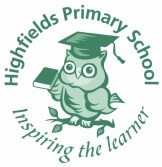 Highfields Primary School
Inspiring the learner